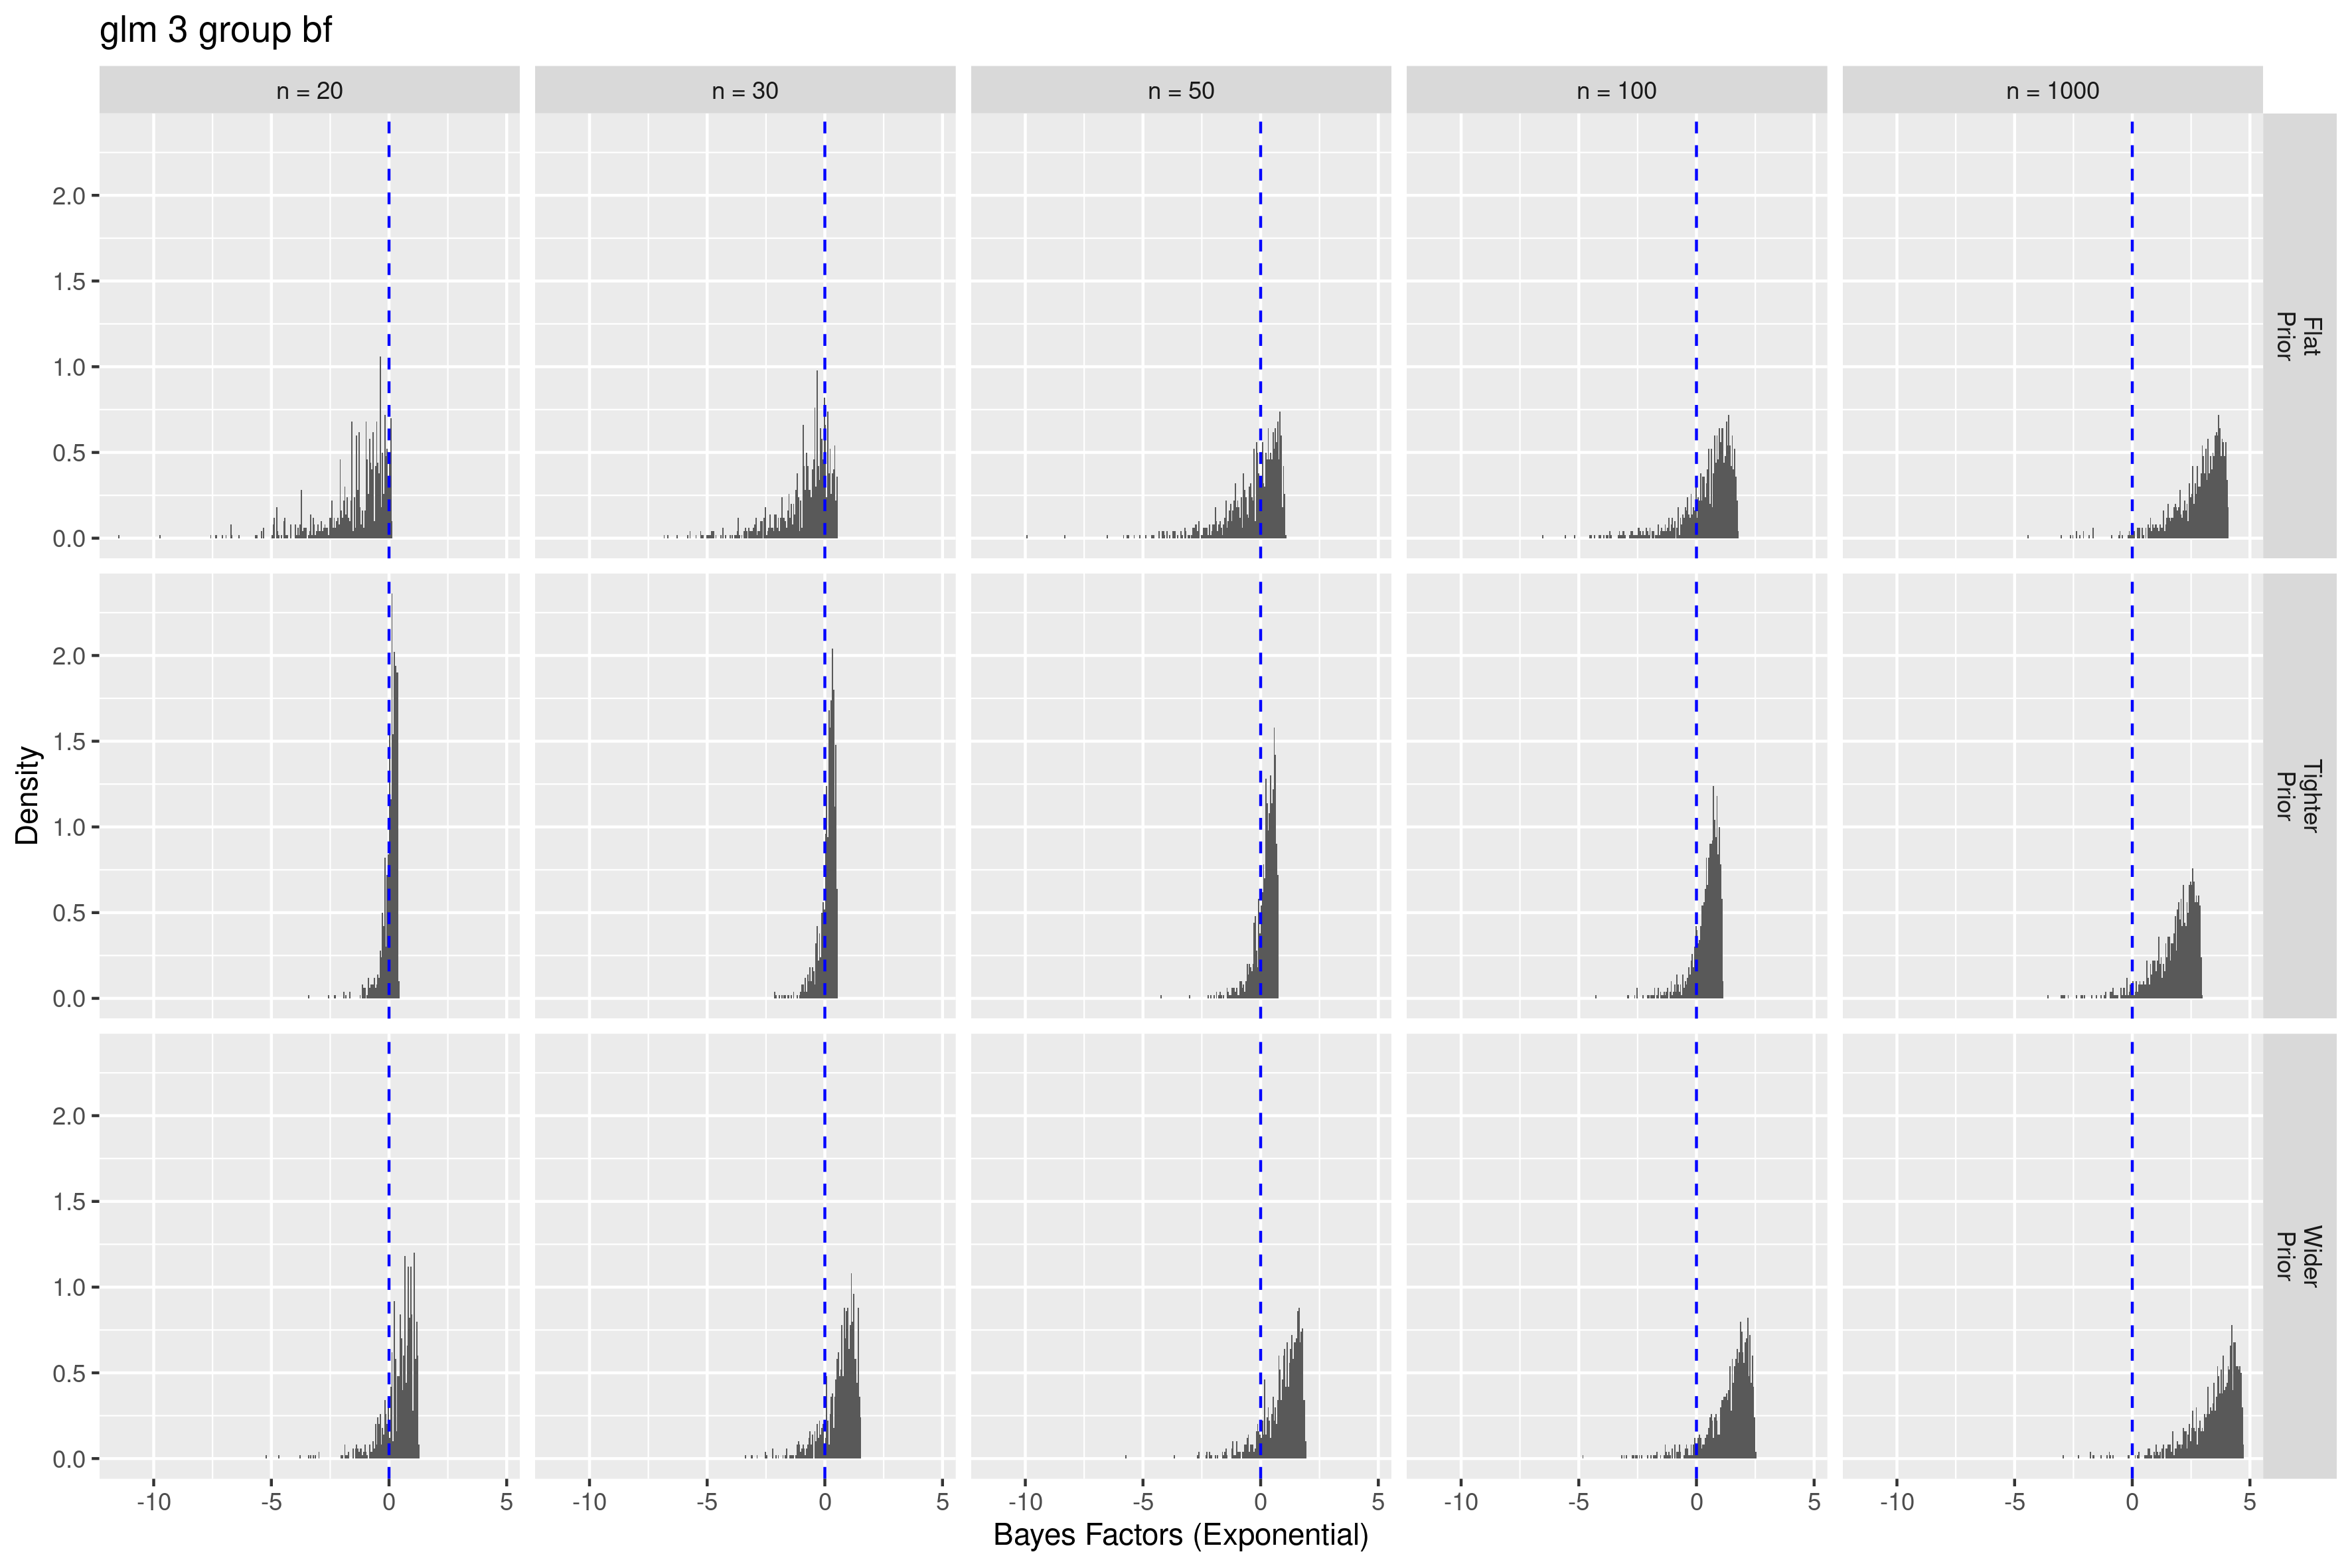 glm 3 group bf
n = 20
n = 30
n = 50
n = 100
n = 1000
2.0
1.5
1.0
0.5
0.0
Flat
Prior
2.0
1.5
1.0
0.5
0.0
Tighter
Prior
2.0
1.5
1.0
0.5
0.0
Wider
Prior
Density
-10 -5 0 5
-10 -5 0 5
-10 -5 0 5
-10 -5 0 5
-10 -5 0 5
Bayes Factors (Exponential)